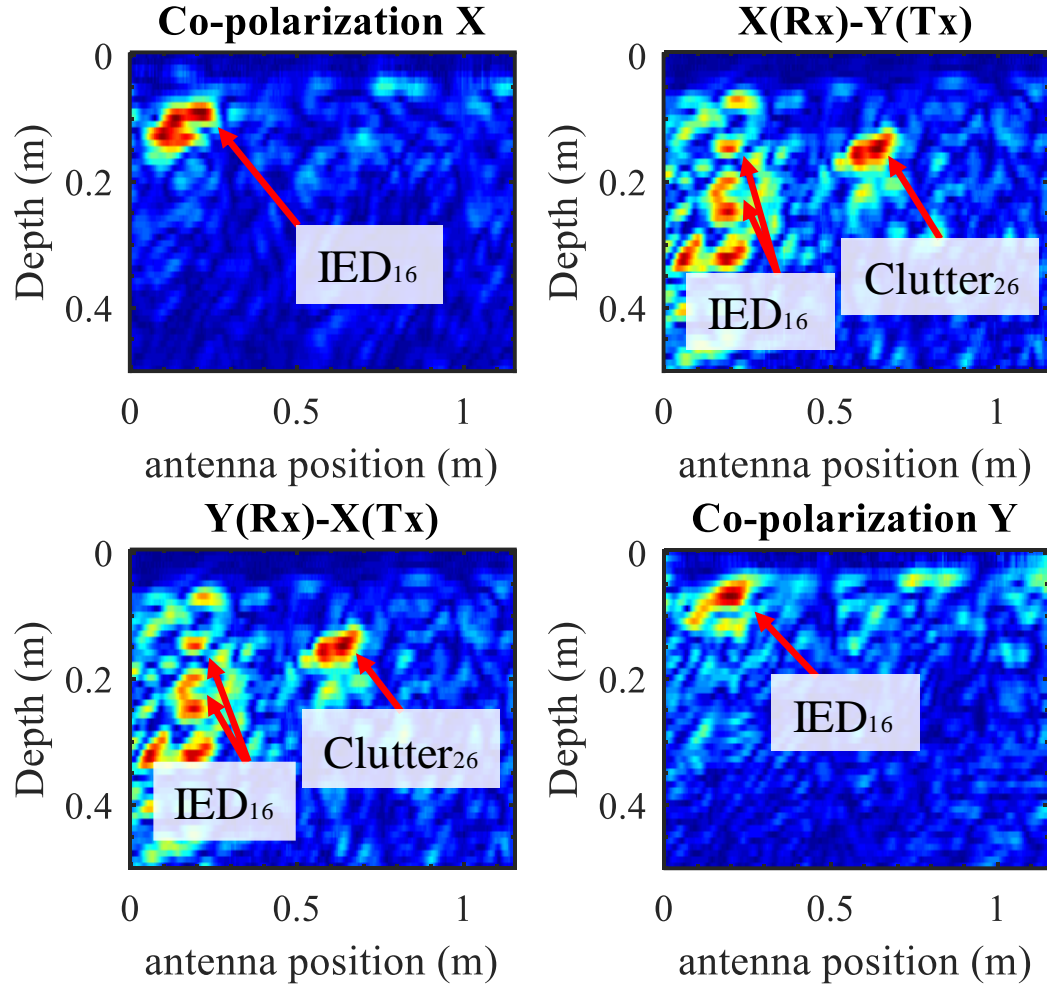 Co-polarization X
X(Rx)-Y(Tx)
0
0.2
0.4
Depth (m)
IED16
0
0.5
1
antenna position (m)
0
0.2
0.4
Depth (m)
IED16
Clutter26
0
0.5
1
antenna position (m)
Y(Rx)-X(Tx)
Co-polarization Y
0
0.2
0.4
Depth (m)
Clutter26
IED16
0
0.5
1
antenna position (m)
0
0.2
0.4
Depth (m)
IED16
0
0.5
1
antenna position (m)